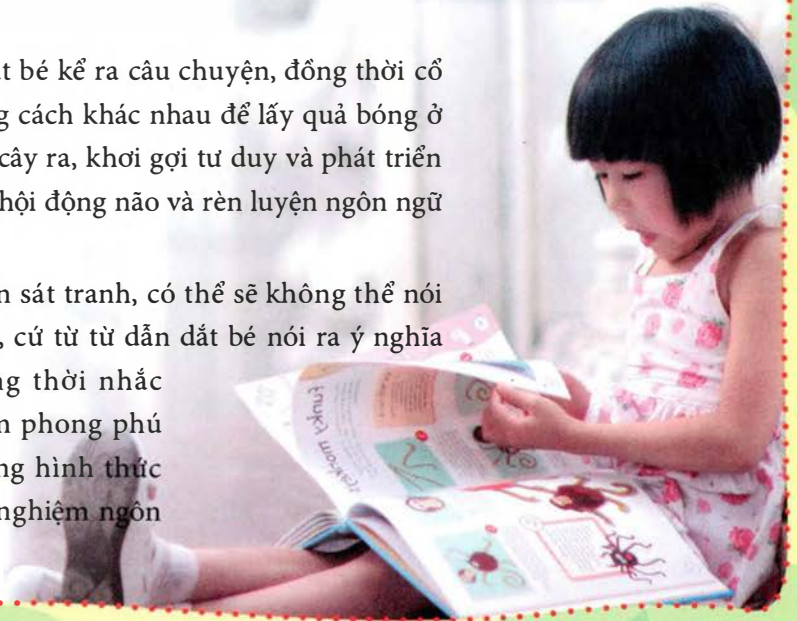 bé kể ra câu chuyện, đồng thời cổ
cách khác nhau để lấy quả bóng ở
cây ra, khơi gợi tư duy và phát triển
hội động não và rèn luyện ngôn ngữ
sát tranh, có thể sẽ không thể nói
cứ từ từ dẫn dắt bé nói ra ý nghĩa
thời nhắc
phong phú
hình thức
nghiệm ngôn